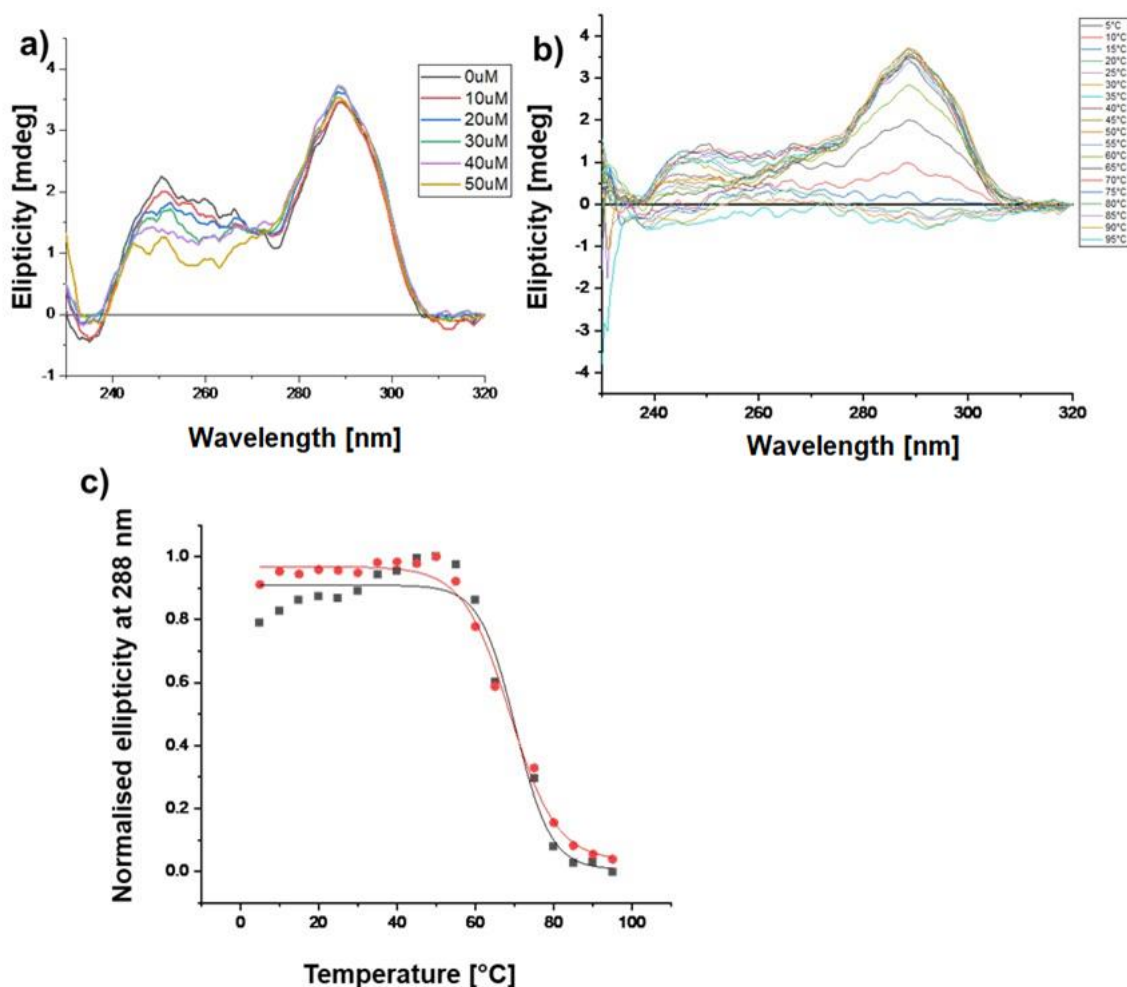 a)
Elipticity [mdeg]
4
3
2
1
0
-1
240 260 280 300 320
Wavelength [nm]
0uM
10uM
20uM
30uM
40uM
50uM
b)
Elipticity [mdeg]
4
3
2
1
0
-1
-2
-3
-4
240 260 280 300 320
Wavelength [nm]
5°C
10°C
15°C
20°C
25°C
30°C
35°C
40°C
45°C
50°C
55°C
60°C
65°C
70°C
75°C
80°C
85°C
90°C
95°C
c)
Normalised ellipticity at 288 nm
1.0
0.8
0.6
0.4
0.2
0.0
0 20 40 60 80 100
Temperature [°C]